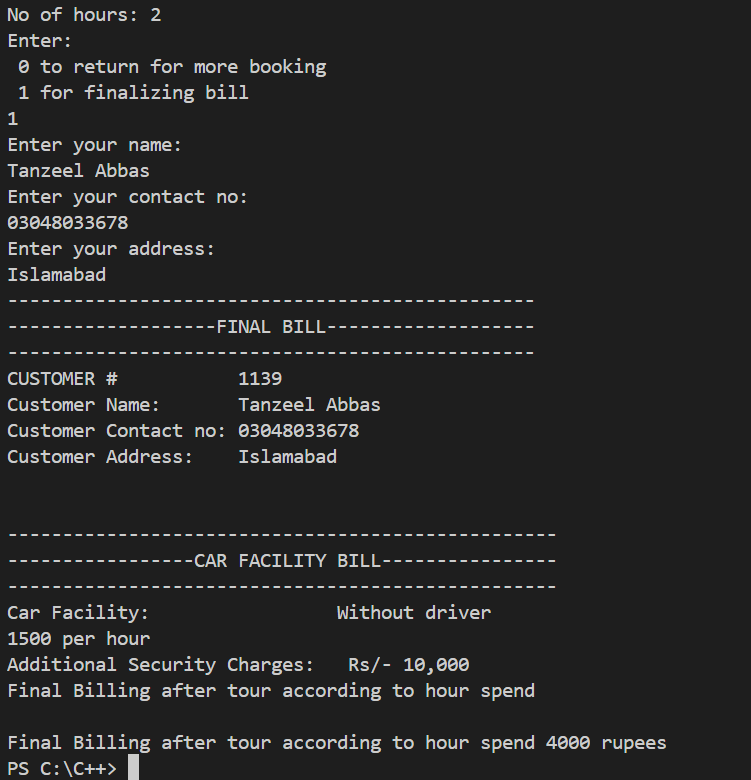 No of hours: 2
Enter:
 0 to return for more booking
 1 for finalizing bill
1
Enter your name:
Tanzeel Abbas
Enter your contact no:
03048033678
Enter your address:
Islamabad
------------------------------------------------
-------------------FINAL BILL-------------------
------------------------------------------------
CUSTOMER #           1139
Customer Name:       Tanzeel Abbas
Customer Contact no: 03048033678
Customer Address:    Islamabad
--------------------------------------------------
-----------------CAR FACILITY BILL----------------
--------------------------------------------------
Car Facility:                 Without driver
1500 per hour
Additional Security Charges:   Rs/- 10,000
Final Billing after tour according to hour spend
Final Billing after tour according to hour spend 4000 rupees
PS C:\C++>